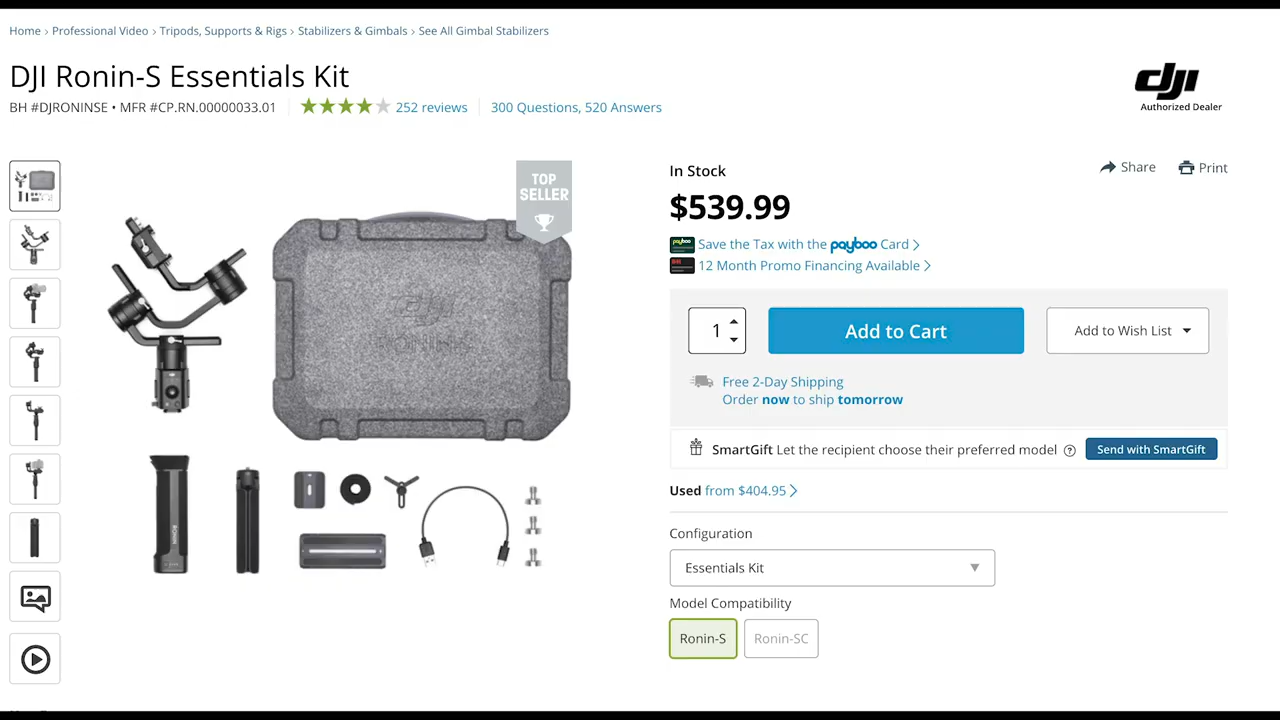 Home › Professional Video › Tripods, Supports & Rigs › Stabilizers & Gimbals › See All Gimbal Stabilizers
DJI Ronin-S Essentials Kit
BH #DJRONINSE • MFR #CP.RN.00000033.01
252 reviews
300 Questions, 520 Answers
dji
Authorized Dealer
TOP
SELLER
In Stock
Share
Print
$539.99
Save the Tax with the payboo Card
12 Month Promo Financing Available
1
Add to Cart
Add to Wish List
Free 2-Day Shipping
Order now to ship tomorrow
SmartGift Let the recipient choose their preferred model ?
Send with SmartGift
Used from $404.95
Configuration
Essentials Kit
Model Compatibility
Ronin-S
Ronin-SC